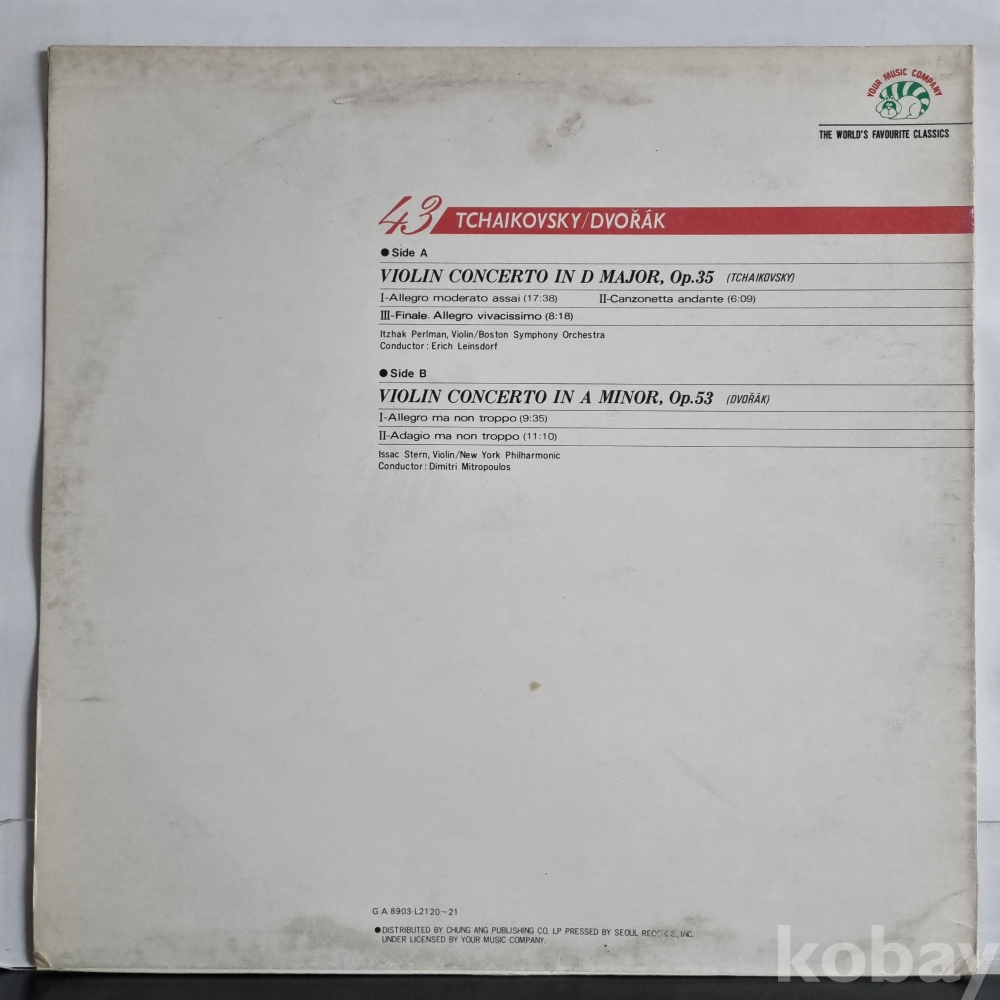 YOUR MUSIC COMPANY
THE WORLD'S FAVOURITE CLASSICS
43 TCHAIKOVSKY/DVOŘÁK
●Side A
VIOLIN CONCERTO IN D MAJOR, Op.35 (TCHAIKOVSKY)
I-Allegro moderato assai (17:38) II-Canzonetta andante (6:09)
III-Finale. Allegro vivacissimo (8:18)
Itzhak Perlman, Violin/Boston Symphony Orchestra
Conductor: Erich Leinsdorf
●Side B
VIOLIN CONCERTO IN A MINOR, Op.53 (DVOŘÁK)
I-Allegro ma non troppo (9:35)
II-Adagio ma non troppo (11:10)
Issac Stern, Violin/New York Philharmonic
Conductor: Dimitri Mitropoulos
G.A.8903-L2120~21
●DISTRIBUTED BY CHUNG ANG PUBLISHING CO. LP PRESSED BY SEOUL RECORDS, INC.
UNDER LICENSED BY YOUR MUSIC COMPANY.
kobay